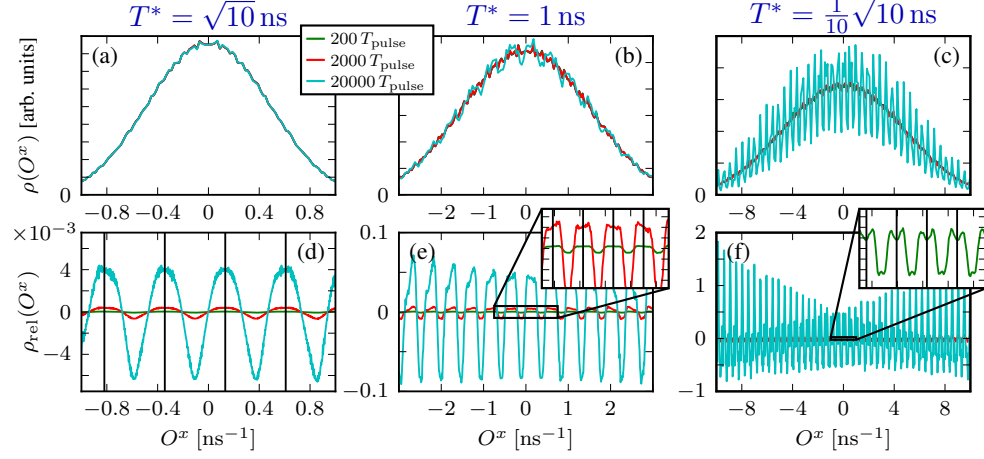 T* = √10 ns
T* = 1 ns
T* = 1/10 √10 ns
(a)
200 T_pulse
2000 T_pulse
20000 T_pulse
(b)
(c)
ρ(O^x) [arb. units]
0
0
0
−0.8 −0.4 0 0.4 0.8
−2 −1 0 1 2
−8 −4 0 4 8
×10^−3
(d)
(e)
(f)
ρ_rel(O^x)
4
0
−4
0.1
0
−0.1
2
1
0
−1
−0.8 −0.4 0 0.4 0.8
−2 −1 0 1 2
−8 −4 0 4 8
O^x [ns^−1]
O^x [ns^−1]
O^x [ns^−1]